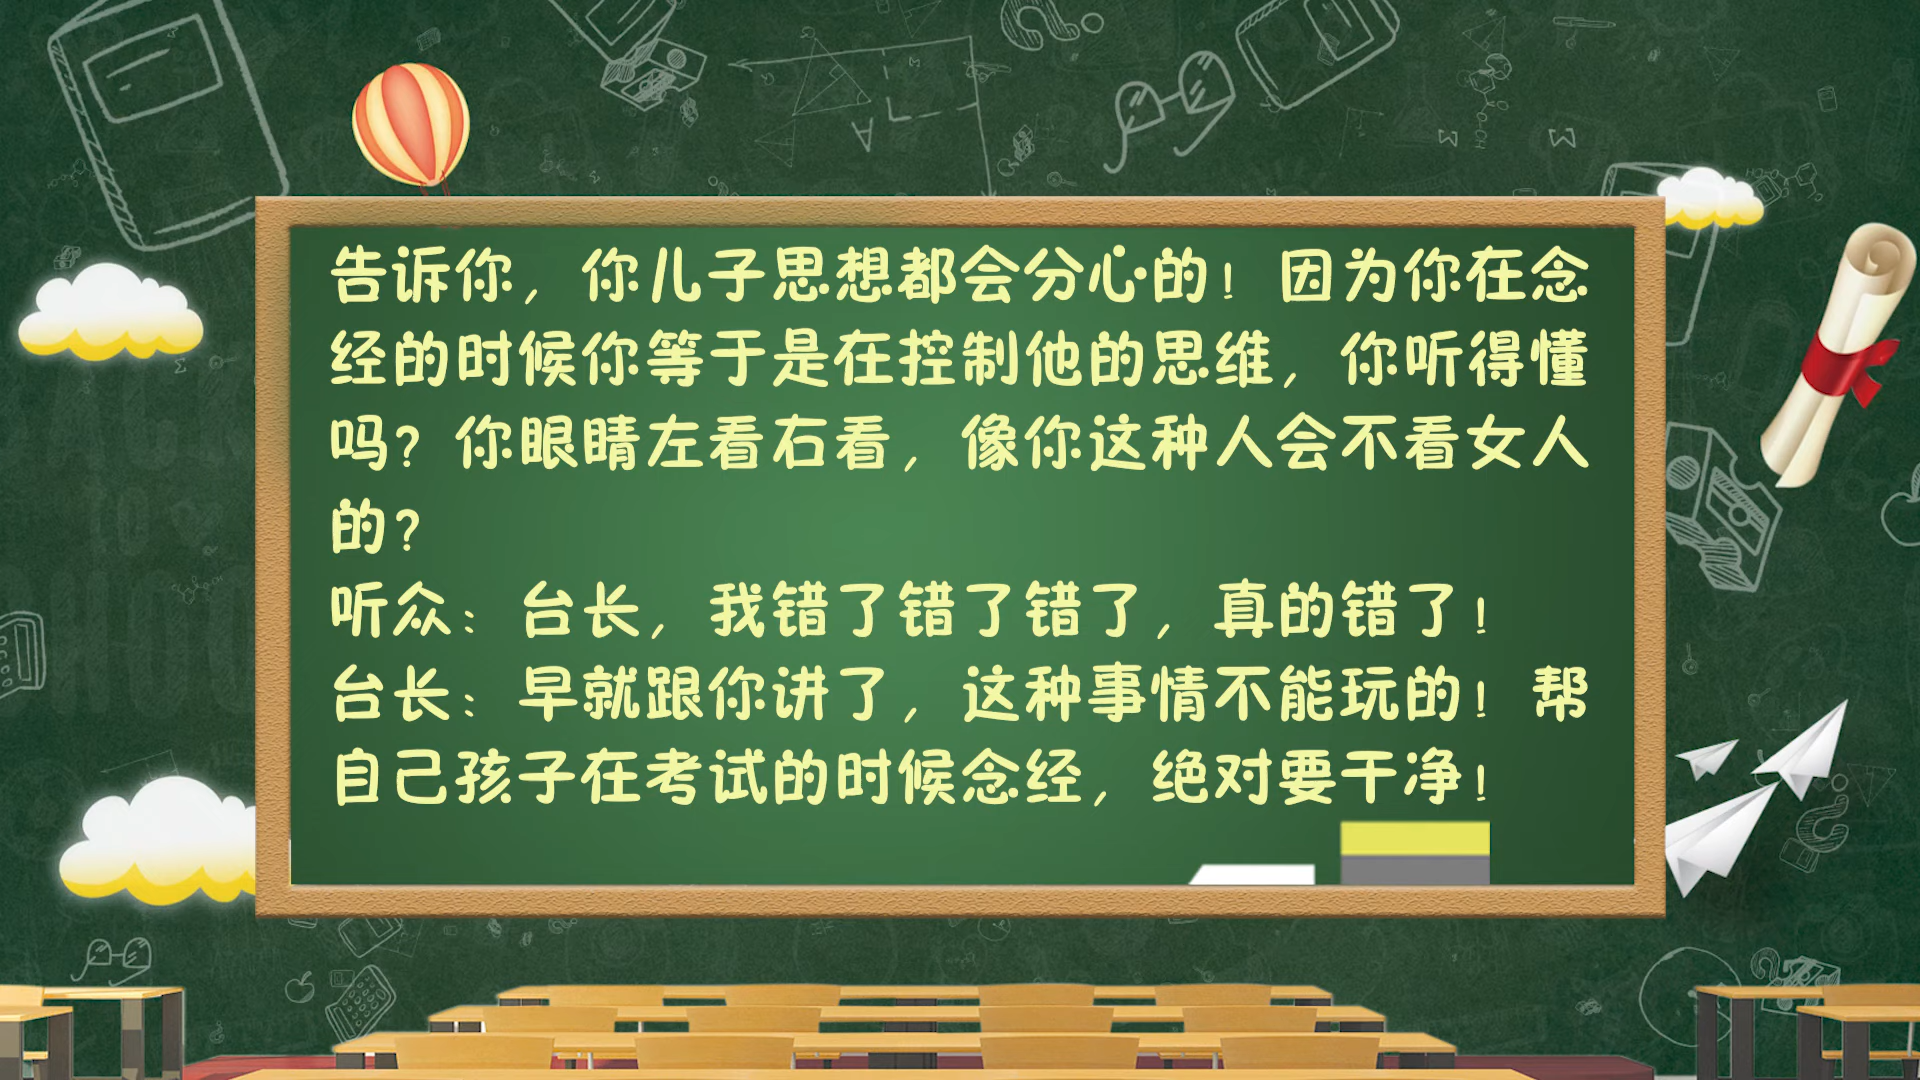 告诉你，你儿子思想都会分心的！因为你在念
经的时候你等于是在控制他的思维，你听得懂
吗？你眼睛左看右看，像你这种人会不看女人
的？
听众：台长，我错了错了错了，真的错了！
台长：早就跟你讲了，这种事情不能玩的！帮
自己孩子在考试的时候念经，绝对要干净！